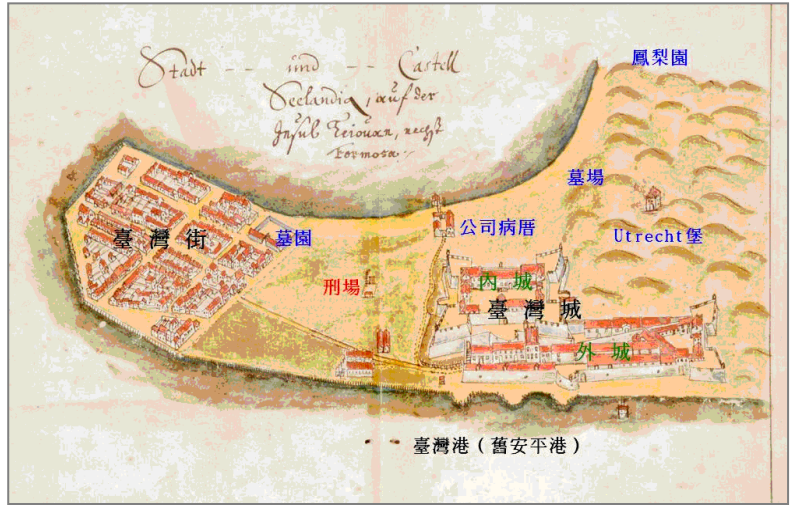 Stadt -- und -- Castell
Seelandia, auf der
Insul Teiouan, nechst
Formosa.
鳳梨園
墓場
公司病厝
Utrecht堡
臺灣街
墓園
刑場
內城
臺灣城
外城
臺灣港（舊安平港）